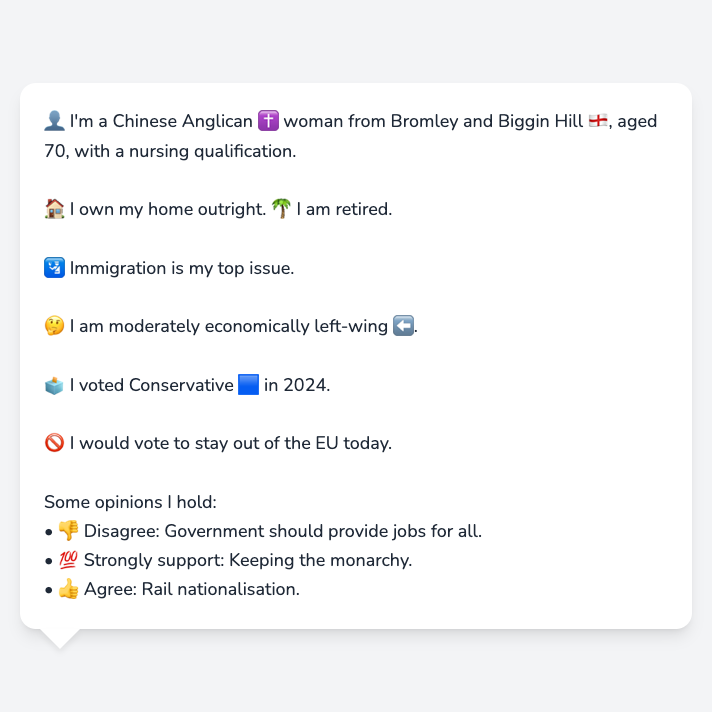 👤 I'm a Chinese Anglican ✝️ woman from Bromley and Biggin Hill 🏴󠁧󠁢󠁥󠁮󠁧󠁿, aged
70, with a nursing qualification.
🏠 I own my home outright. 🌴 I am retired.
🛂 Immigration is my top issue.
🤔 I am moderately economically left-wing ⬅️.
🗳️ I voted Conservative 🟦 in 2024.
🚫 I would vote to stay out of the EU today.
Some opinions I hold:
• 👎 Disagree: Government should provide jobs for all.
• 💯 Strongly support: Keeping the monarchy.
• 👍 Agree: Rail nationalisation.